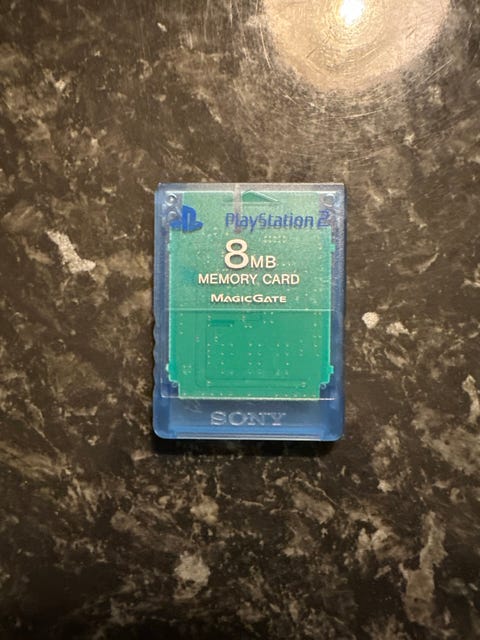 PlayStation 2
8MB
MEMORY CARD
MAGICGATE
SONY